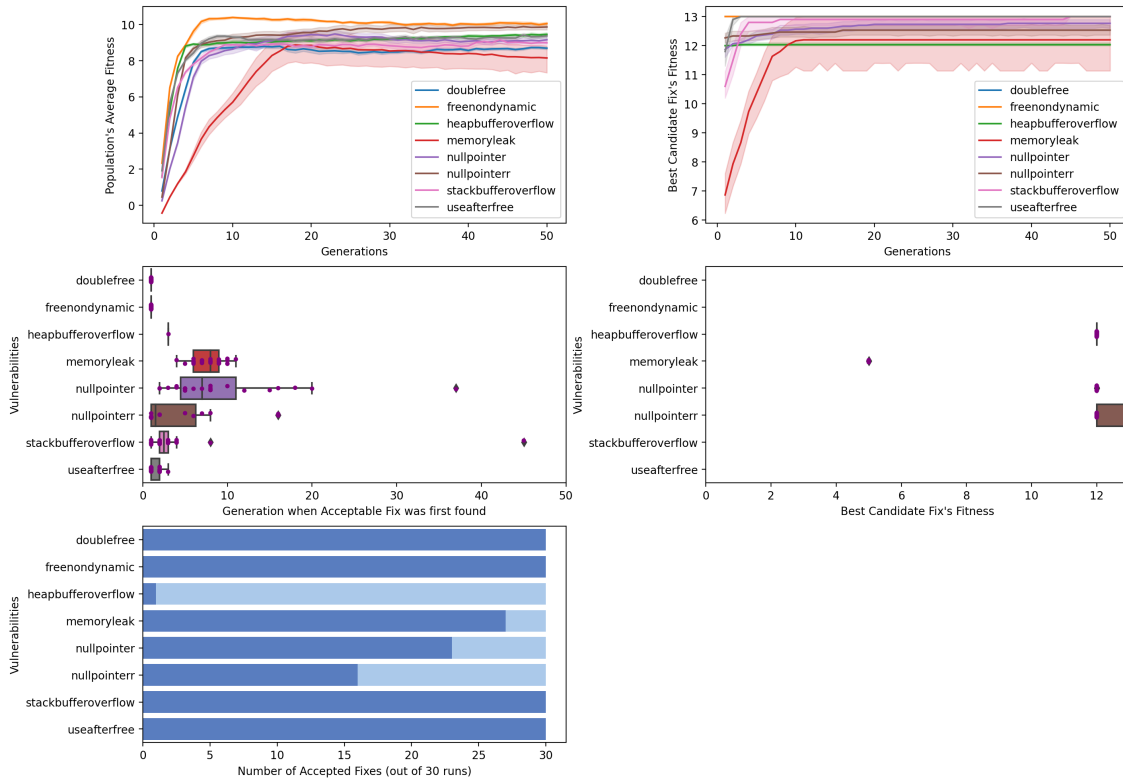 Population's Average Fitness
10
8
6
4
2
0
0 10 20 30 40 50
Generations
doublefree
freenondynamic
heapbufferoverflow
memoryleak
nullpointer
nullpointerr
stackbufferoverflow
useafterfree
Best Candidate Fix's Fitness
13
12
11
10
9
8
7
6
0 10 20 30 40 50
Generations
doublefree
freenondynamic
heapbufferoverflow
memoryleak
nullpointer
nullpointerr
stackbufferoverflow
useafterfree
Vulnerabilities
doublefree
freenondynamic
heapbufferoverflow
memoryleak
nullpointer
nullpointerr
stackbufferoverflow
useafterfree
0 10 20 30 40 50
Generation when Acceptable Fix was first found
Vulnerabilities
doublefree
freenondynamic
heapbufferoverflow
memoryleak
nullpointer
nullpointerr
stackbufferoverflow
useafterfree
0 2 4 6 8 10 12
Best Candidate Fix's Fitness
Vulnerabilities
doublefree
freenondynamic
heapbufferoverflow
memoryleak
nullpointer
nullpointerr
stackbufferoverflow
useafterfree
0 5 10 15 20 25 30
Number of Accepted Fixes (out of 30 runs)